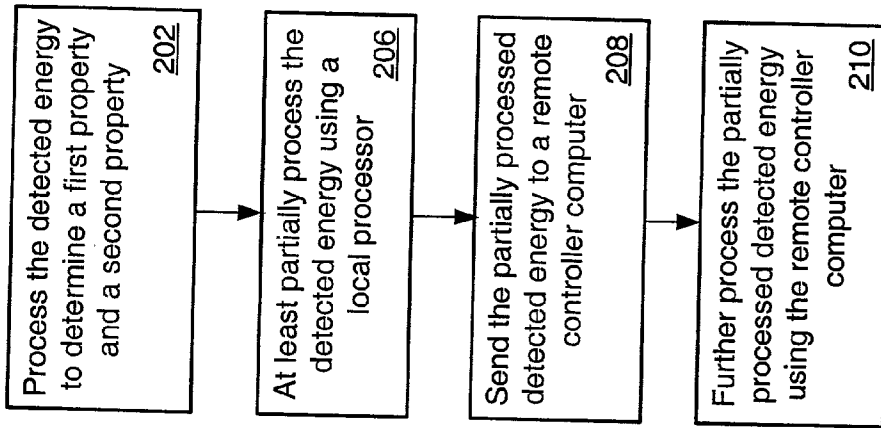 Process the detected energy
to determine a first property
and a second property
202
At least partially process the
detected energy using a
local processor
206
Send the partially processed
detected energy to a remote
controller computer
208
Further process the partially
processed detected energy
using the remote controller
computer
210